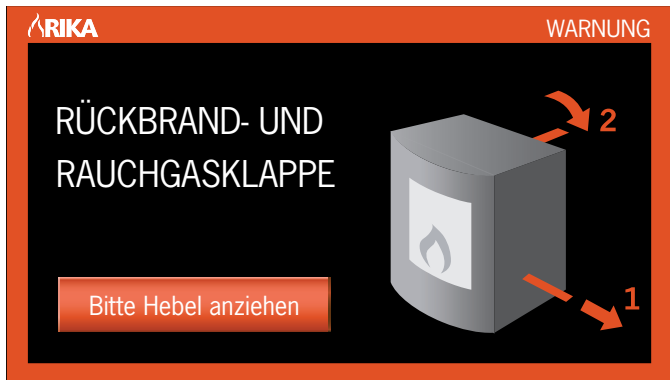 RIKA
WARNUNG
RÜCKBRAND- UND
RAUCHGASKLAPPE
2
Bitte Hebel anziehen
1